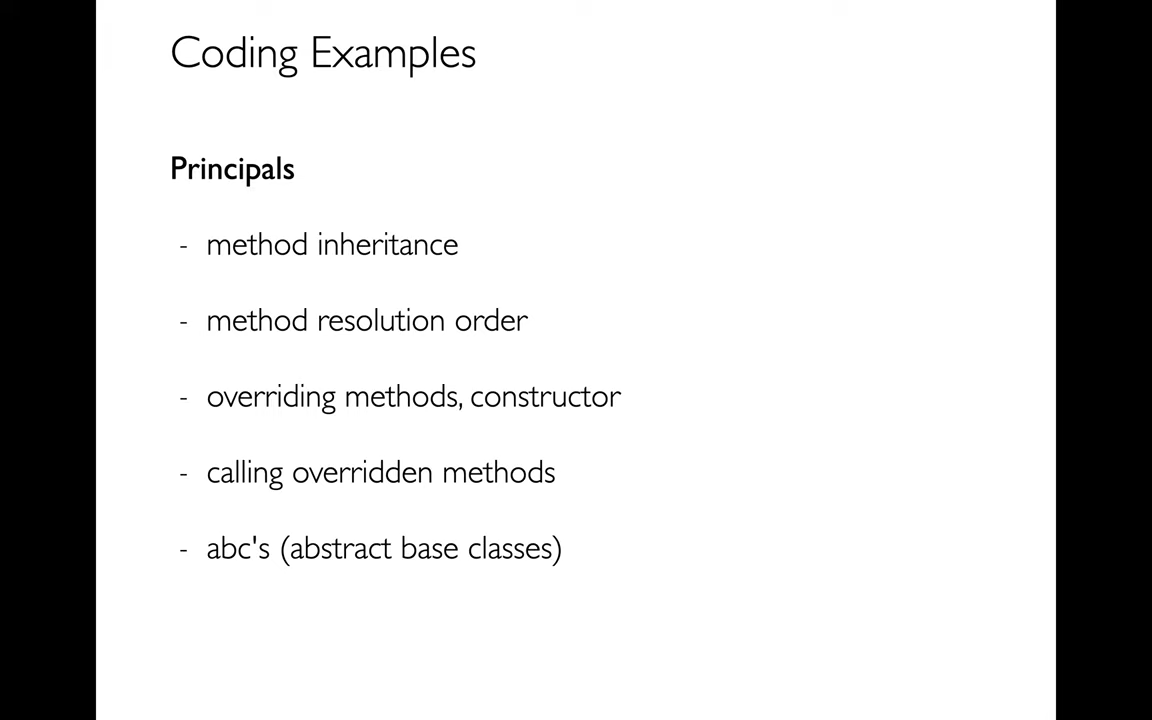 Coding Examples
Principals
- method inheritance
- method resolution order
- overriding methods, constructor
- calling overridden methods
- abc's (abstract base classes)